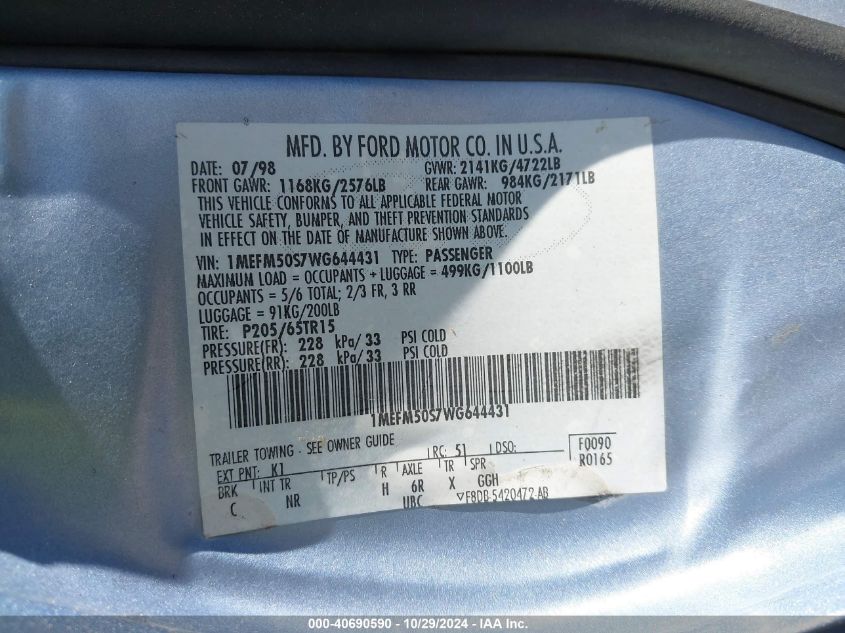 MFD. BY FORD MOTOR CO. IN U.S.A.
DATE: 07/98 GVWR: 2141KG/4722LB
FRONT GAWR: 1168KG/2576LB REAR GAWR: 984KG/2171LB
THIS VEHICLE CONFORMS TO ALL APPLICABLE FEDERAL MOTOR
VEHICLE SAFETY, BUMPER, AND THEFT PREVENTION STANDARDS
IN EFFECT ON THE DATE OF MANUFACTURE SHOWN ABOVE.
VIN: 1MEFM50S7WG644431 TYPE: PASSENGER
MAXIMUM LOAD = OCCUPANTS + LUGGAGE = 499KG/1100LB
OCCUPANTS = 5/6 TOTAL; 2/3 FR, 3 RR
LUGGAGE = 91KG/200LB
TIRE: P205/65TR15
PRESSURE(FR): 228 kPa/33 PSI COLD
PRESSURE(RR): 228 kPa/33 PSI COLD
1MEFM50S7WG644431
TRAILER TOWING - SEE OWNER GUIDE
EXT PNT: K1 RC: 51 DSO: F0090
R0165
BRK INT TR TP/PS R AXLE TR SPR
C NR H 6R X GGH
UBC F8DB-5420472-AB
000-40690590 - 10/29/2024 - IAA Inc.